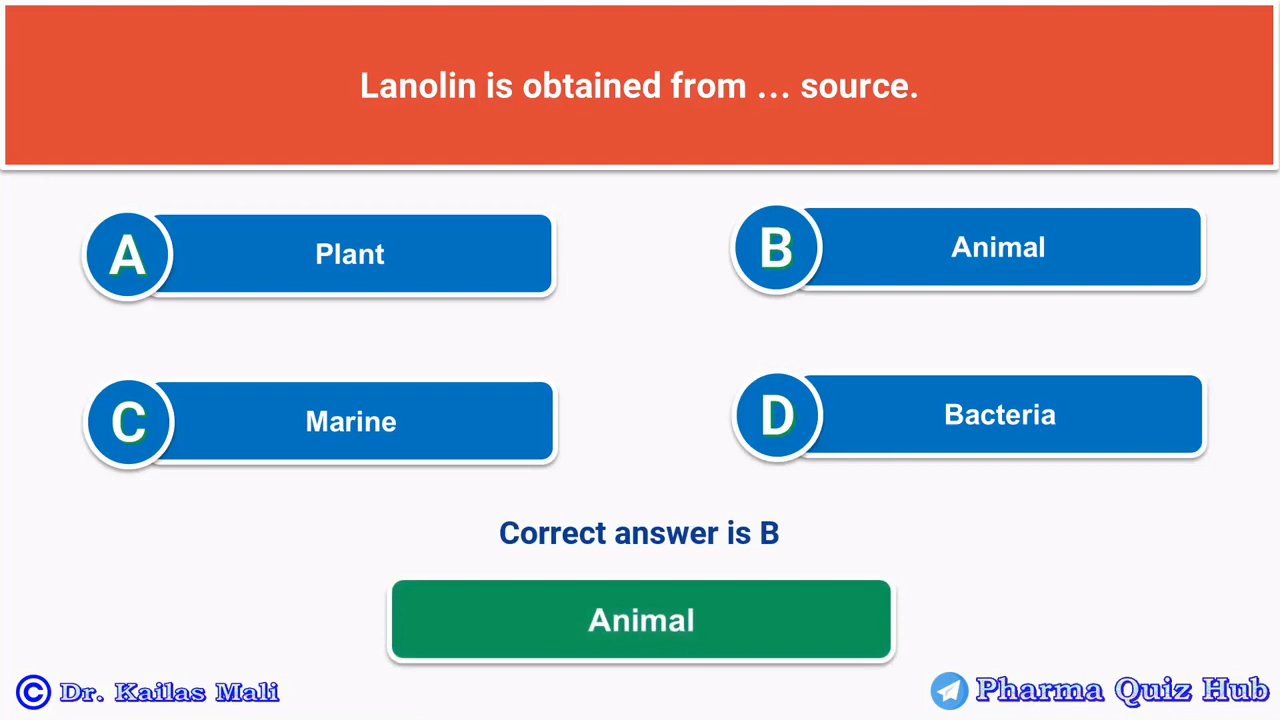 Lanolin is obtained from ... source.
A Plant
B Animal
C Marine
D Bacteria
Correct answer is B
Animal
© Dr. Kailas Mali
Pharma Quiz Hub